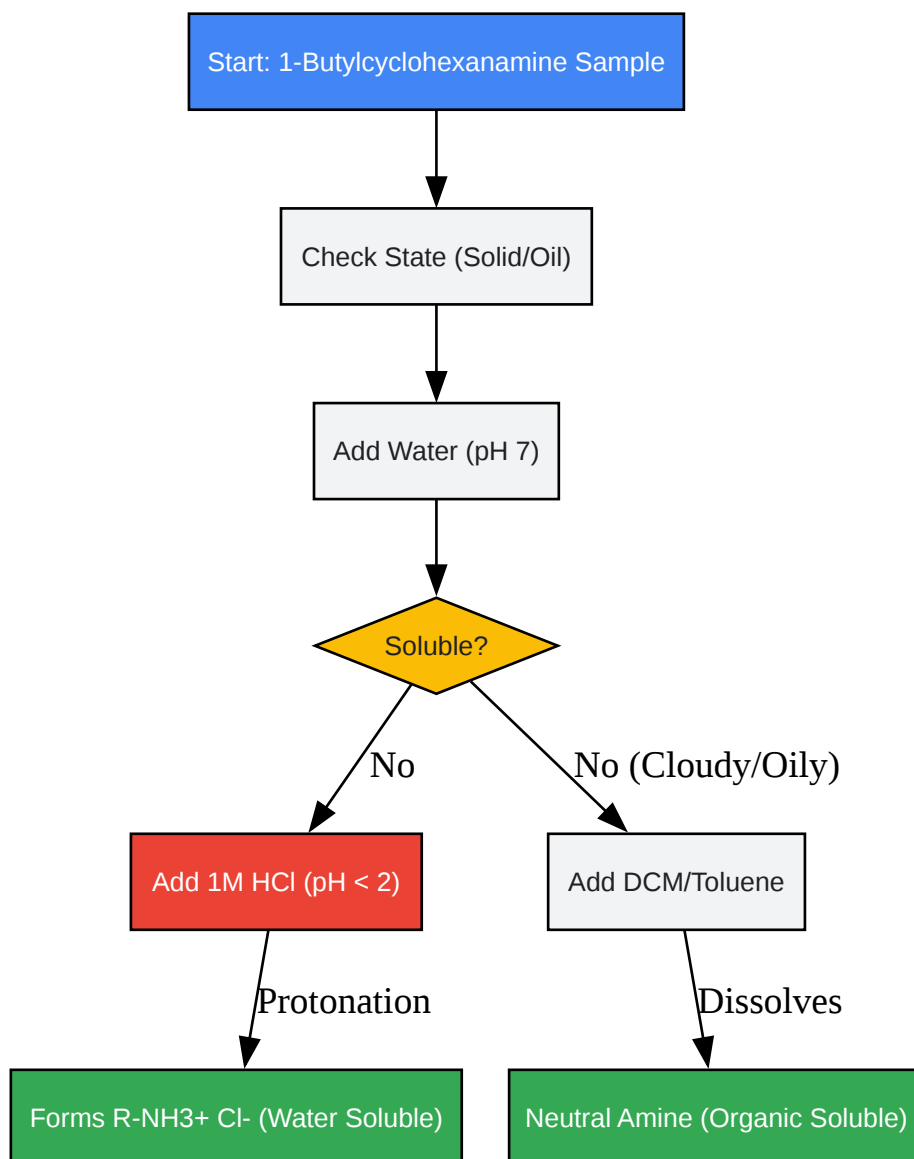 Start: 1-Butylcyclohexanamine Sample
Check State (Solid/Oil)
Add Water (pH 7)
Soluble?
No
No (Cloudy/Oily)
Add 1M HCl (pH < 2)
Add DCM/Toluene
Protonation
Dissolves
Forms R-NH3+ Cl- (Water Soluble)
Neutral Amine (Organic Soluble)